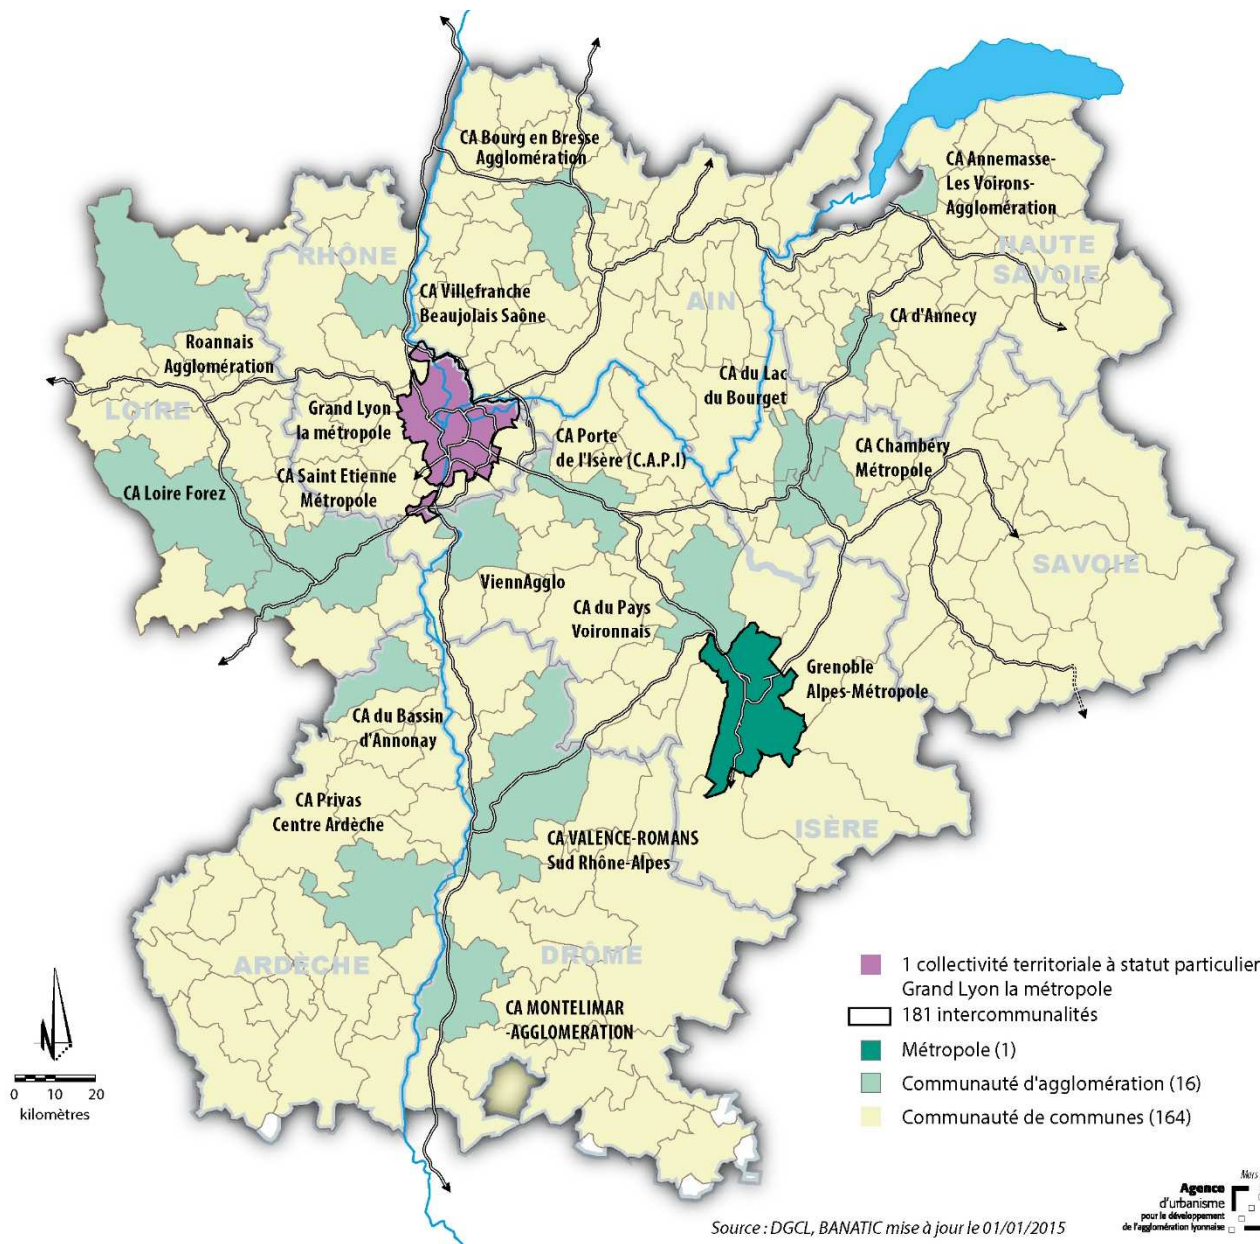 CA Bourg en Bresse
Agglomération
CA Annemasse-
Les Voirons-
Agglomération
HAUTE
SAVOIE
RHÔNE
CA Villefranche
Beaujolais Saône
AIN
CA d'Annecy
Roannais
Agglomération
CA du Lac
du Bourget
LOIRE
Grand Lyon
la métropole
CA Porte
de l'Isère (C.A.P.I)
CA Chambéry
Métropole
CA Saint Etienne
Métropole
CA Loire Forez
SAVOIE
ViennAgglo
CA du Pays
Voironnais
Grenoble
Alpes-Métropole
CA du Bassin
d'Annonay
CA Privas
Centre Ardèche
ISÈRE
CA VALENCE-ROMANS
Sud Rhône-Alpes
ARDÈCHE
DRÔME
CA MONTELIMAR
-AGGLOMERATION
1 collectivité territoriale à statut particulier
Grand Lyon la métropole
181 intercommunalités
Métropole (1)
Communauté d'agglomération (16)
Communauté de communes (164)
0 10 20
kilomètres
Source : DGCL, BANATIC mise à jour le 01/01/2015
Mars
Agence
d'urbanisme
pour le développement
de l'agglomération lyonnaise